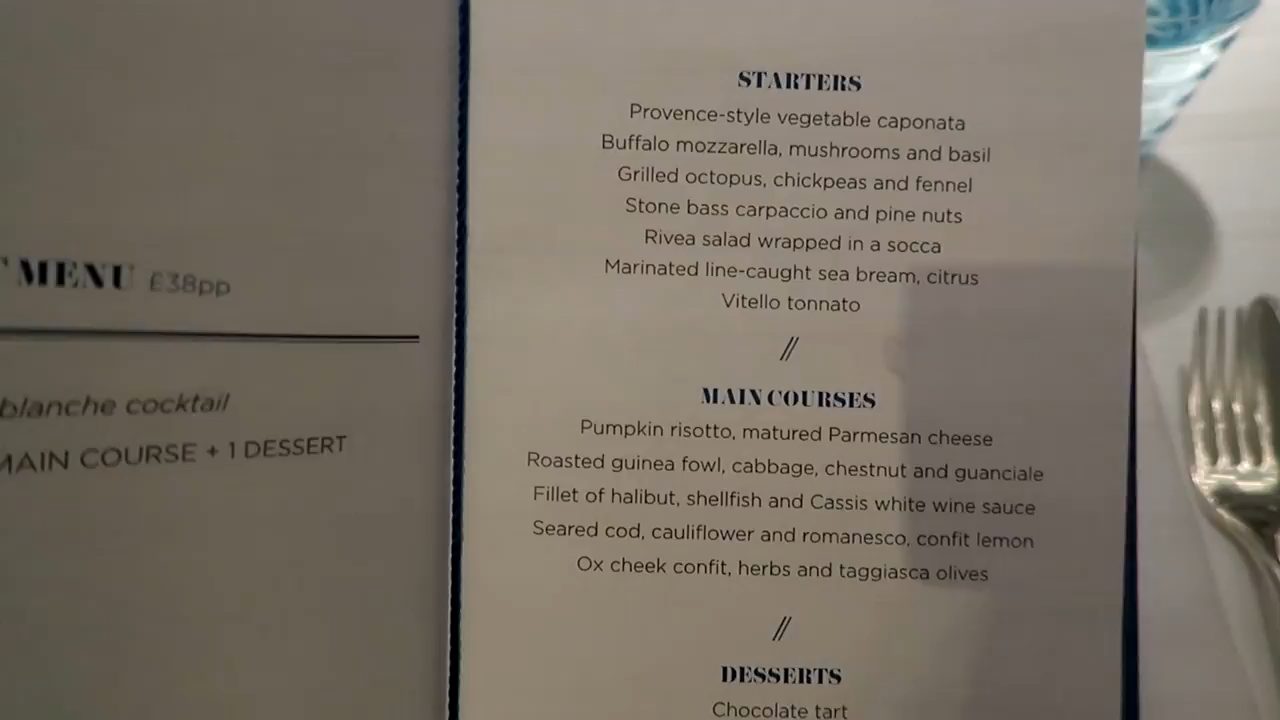 MENU £38pp
blanche cocktail
MAIN COURSE + 1 DESSERT
STARTERS
Provence-style vegetable caponata
Buffalo mozzarella, mushrooms and basil
Grilled octopus, chickpeas and fennel
Stone bass carpaccio and pine nuts
Rivea salad wrapped in a socca
Marinated line-caught sea bream, citrus
Vitello tonnato
//
MAIN COURSES
Pumpkin risotto, matured Parmesan cheese
Roasted guinea fowl, cabbage, chestnut and guanciale
Fillet of halibut, shellfish and Cassis white wine sauce
Seared cod, cauliflower and romanesco, confit lemon
Ox cheek confit, herbs and taggiasca olives
//
DESSERTS
Chocolate tart